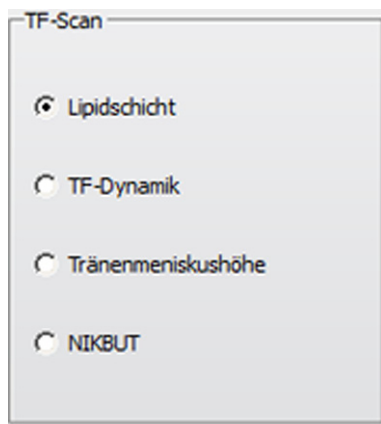 TF-Scan
Lipidschicht
TF-Dynamik
Tränenmeniskushöhe
NIKBUT